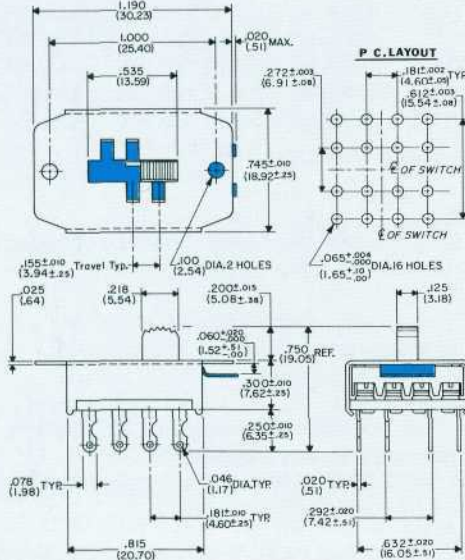 1.190
(30.23)
1.000
(25.40)
.020
(.51) MAX.
.535
(13.59)
P C. LAYOUT
.272±.003
(6.91±.08)
.181±.002 TYP.
(4.60±.05)
.612±.003
(15.54±.08)
.745±.010
(18.92±.25)
℄ OF SWITCH
℄ OF SWITCH
.155±.010
(3.94±.25)
Travel Typ.
.100 DIA. 2 HOLES
(2.54)
.065 +.004 -.000 DIA. 16 HOLES
(1.65 +.10 -.00)
.025
(.64)
.218
(5.54)
.200±.015
(5.08±.38)
.125
(3.18)
.060 +.020 -.000
(1.52 +.51 -.00)
.750 REF.
(19.05)
.300±.010
(7.62±.25)
.250±.010
(6.35±.25)
.078 TYP.
(1.98)
.046 DIA. TYP.
(1.17)
.020 TYP.
(.51)
.181±.010 TYP.
(4.60±.25)
.292±.020
(7.42±.51)
.815
(20.70)
.632±.020
(16.05±.51)